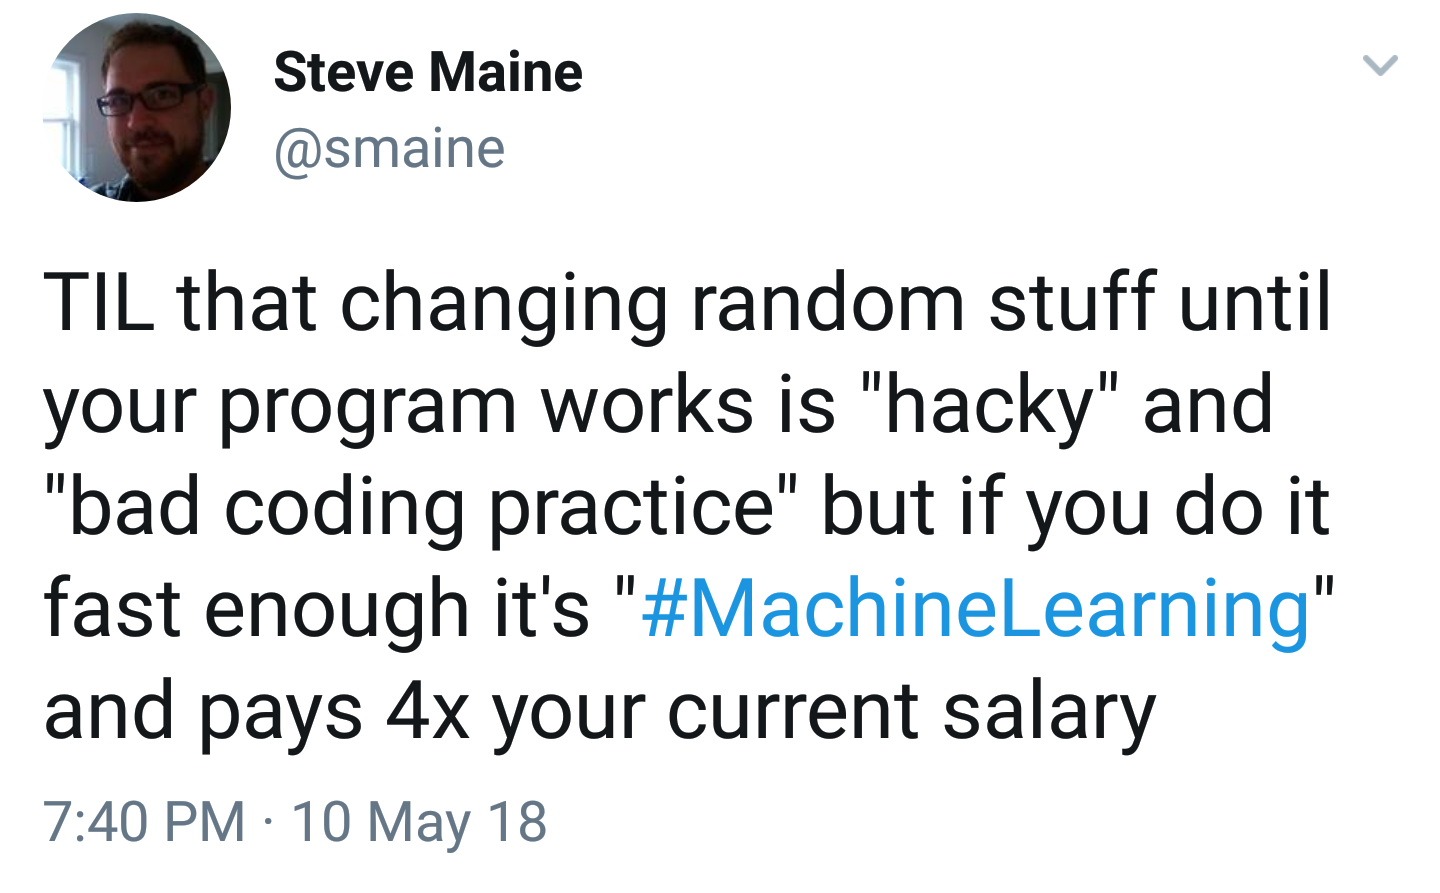 Steve Maine
@smaine
TIL that changing random stuff until
your program works is "hacky" and
"bad coding practice" but if you do it
fast enough it's "#MachineLearning"
and pays 4x your current salary
7:40 PM · 10 May 18